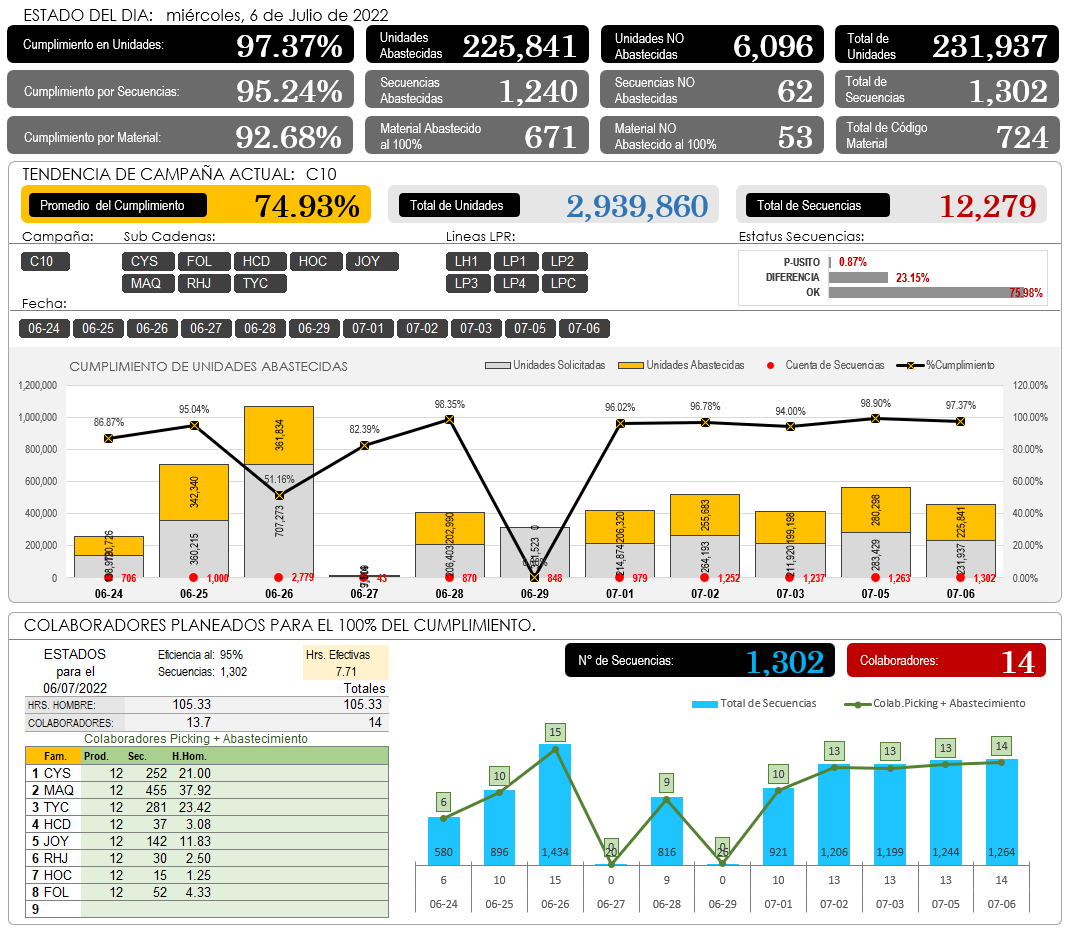 ESTADO DEL DIA: miércoles, 6 de Julio de 2022
Cumplimiento en Unidades: 97.37%
Unidades Abastecidas 225,841
Unidades NO Abastecidas 6,096
Total de Unidades 231,937
Cumplimiento por Secuencias: 95.24%
Secuencias Abastecidas 1,240
Secuencias NO Abastecidas 62
Total de Secuencias 1,302
Cumplimiento por Material: 92.68%
Material Abastecido al 100% 671
Material NO Abastecido al 100% 53
Total de Código Material 724
TENDENCIA DE CAMPAÑA ACTUAL: C10
Promedio del Cumplimiento 74.93%
Total de Unidades 2,939,860
Total de Secuencias 12,279
Campaña: Sub Cadenas: Lineas LPR: Estatus Secuencias:
C10 CYS FOL HCD HOC JOY LH1 LP1 LP2
MAQ RHJ TYC LP3 LP4 LPC
P-USITO 0.87%
DIFERENCIA 23.15%
OK 75.98%
Fecha:
06-24 06-25 06-26 06-27 06-28 06-29 07-01 07-02 07-03 07-05 07-06
CUMPLIMIENTO DE UNIDADES ABASTECIDAS
Unidades Solicitadas Unidades Abastecidas Cuenta de Secuencias %Cumplimiento
1,200,000 120.00%
1,000,000 100.00%
800,000 80.00%
600,000 60.00%
400,000 40.00%
200,000 20.00%
0 0.00%
86.87% 95.04% 51.16% 82.39% 98.35% 96.02% 96.78% 94.00% 98.90% 97.37%
342,340 361,834 202,990 0 206,320 255,683 199,198 280,298 225,841
360,215 707,273 206,403 214,874 264,193 211,920 283,429 231,937
706 1,000 2,779 43 870 848 979 1,252 1,237 1,263 1,302
06-24 06-25 06-26 06-27 06-28 06-29 07-01 07-02 07-03 07-05 07-06
COLABORADORES PLANEADOS PARA EL 100% DEL CUMPLIMIENTO.
ESTADOS para el 06/07/2022
Eficiencia al: 95%
Secuencias: 1,302
Hrs. Efectivas
7.71
Totales
HRS. HOMBRE: 105.33 105.33
COLABORADORES: 13.7 14
Colaboradores Picking + Abastecimiento
Fam. Prod. Sec. H.Hom.
1 CYS 12 252 21.00
2 MAQ 12 455 37.92
3 TYC 12 281 23.42
4 HCD 12 37 3.08
5 JOY 12 142 11.83
6 RHJ 12 30 2.50
7 HOC 12 15 1.25
8 FOL 12 52 4.33
9
N° de Secuencias: 1,302
Colaboradores: 14
Total de Secuencias Colab.Picking + Abastecimiento
6 10 15 0 9 0 10 13 13 13 14
580 896 1,434 20 816 26 921 1,206 1,199 1,244 1,264
6 10 15 0 9 0 10 13 13 13 14
06-24 06-25 06-26 06-27 06-28 06-29 07-01 07-02 07-03 07-05 07-06